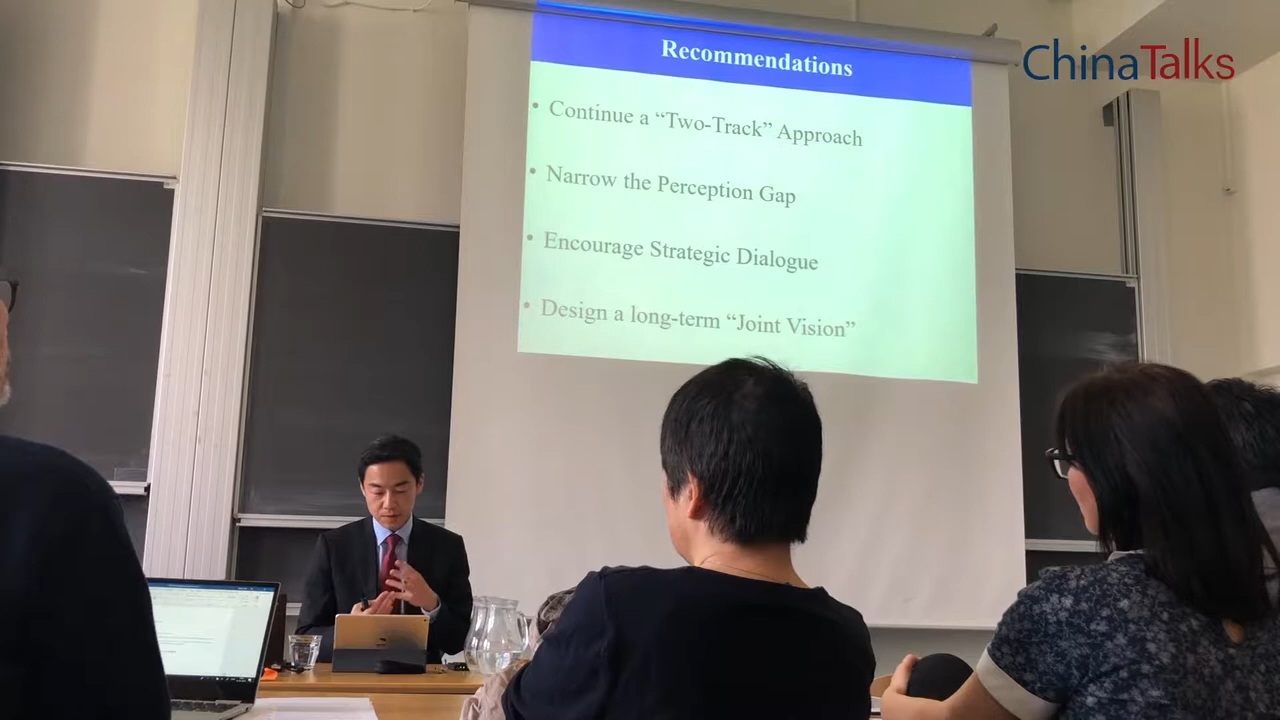 Recommendations
ChinaTalks
• Continue a “Two-Track” Approach
• Narrow the Perception Gap
• Encourage Strategic Dialogue
• Design a long-term “Joint Vision”